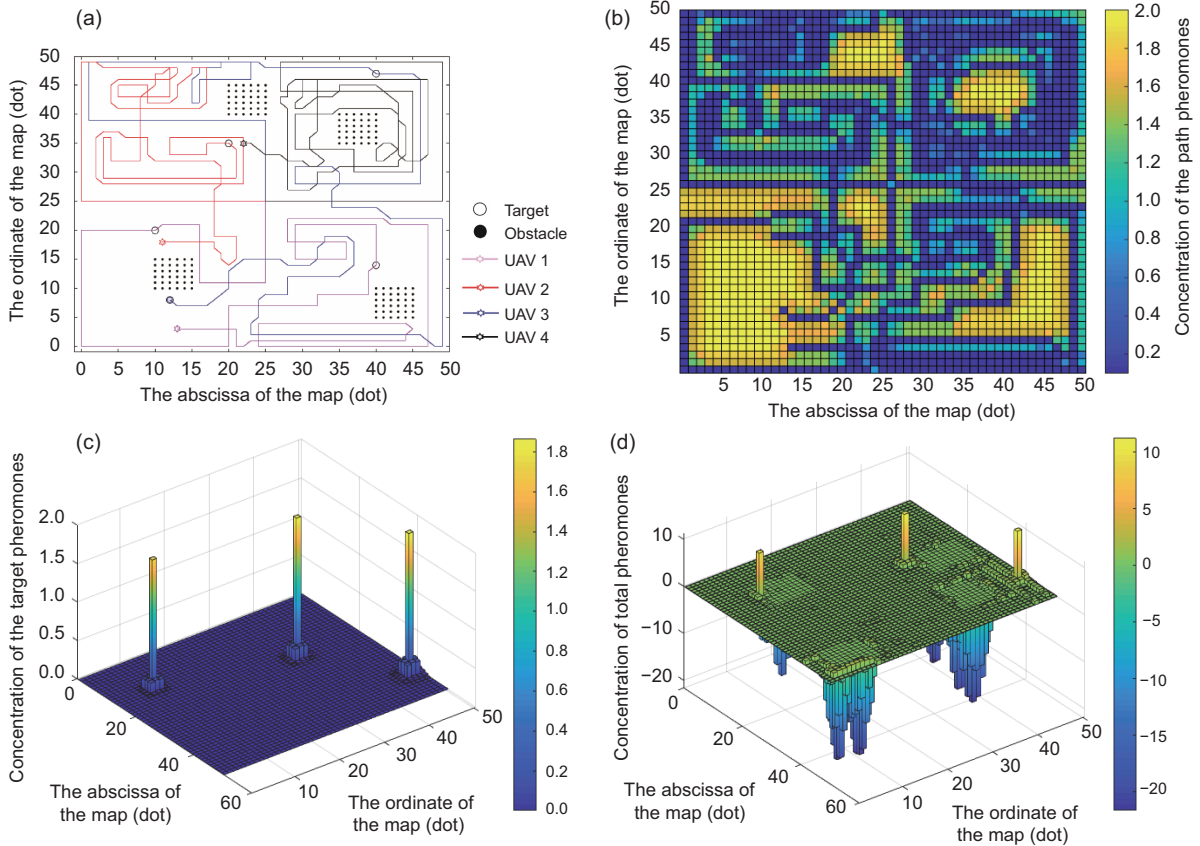 (a)
The ordinate of the map (dot)
50
45
40
35
30
25
20
15
10
5
0
0 5 10 15 20 25 30 35 40 45 50
The abscissa of the map (dot)
Target
Obstacle
UAV 1
UAV 2
UAV 3
UAV 4
(b)
The ordinate of the map (dot)
50
45
40
35
30
25
20
15
10
5
5 10 15 20 25 30 35 40 45 50
The abscissa of the map (dot)
2.0
1.8
1.6
1.4
1.2
1.0
0.8
0.6
0.4
0.2
Concentration of the path pheromones
(c)
Concentration of the target pheromones
2.0
1.5
1.0
0.5
0.0
0
20
40
60
The abscissa of
the map (dot)
10
20
30
40
50
The ordinate of
the map (dot)
1.8
1.6
1.4
1.2
1.0
0.8
0.6
0.4
0.2
0.0
(d)
Concentration of total pheromones
10
0
−10
−20
0
20
40
60
The abscissa of
the map (dot)
10
20
30
40
50
The ordinate of
the map (dot)
10
5
0
−5
−10
−15
−20